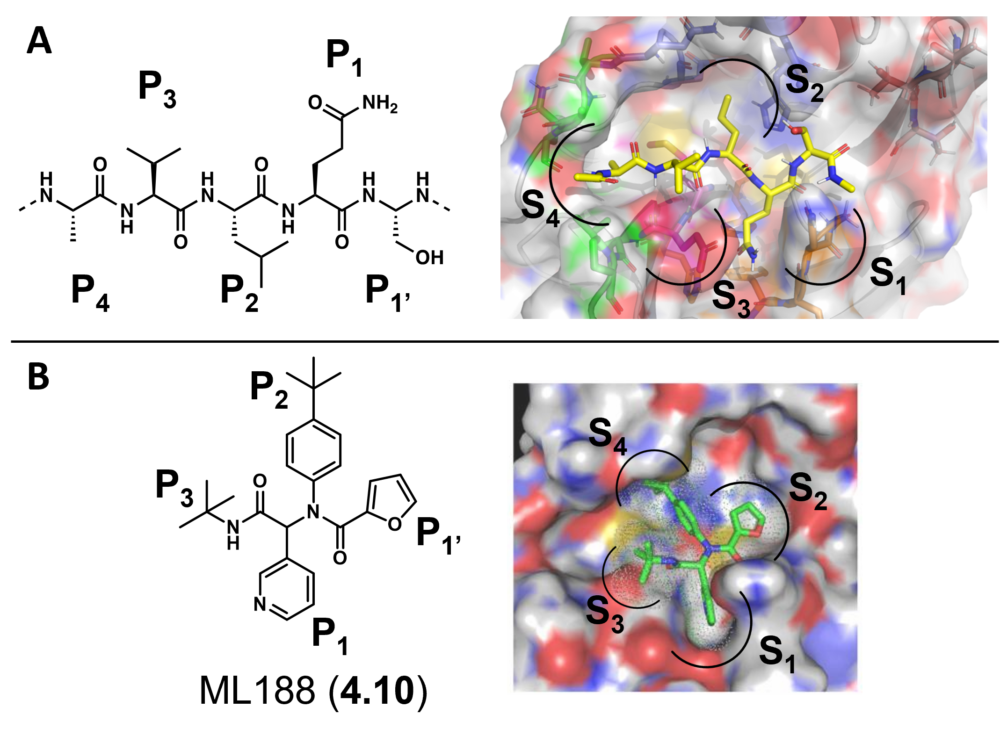 A
P1
P3
O NH2
H O H O H H
N N N N
N N
H O H O
OH
P4 P2 P1’
S2
S4
S3
S1
B
P2
P3
O
N
N
H
O
O
P1’
N
P1
ML188 (4.10)
S4
S2
S3
S1